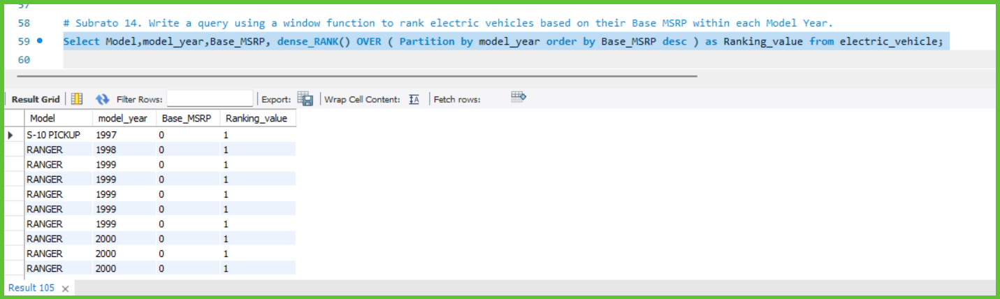 57
58 # Subrato 14. Write a query using a window function to rank electric vehicles based on their Base MSRP within each Model Year.
59 Select Model,model_year,Base_MSRP, dense_RANK() OVER ( Partition by model_year order by Base_MSRP desc ) as Ranking_value from electric_vehicle;
60
Result Grid Filter Rows: Export: Wrap Cell Content: Fetch rows:
Model model_year Base_MSRP Ranking_value
S-10 PICKUP 1997 0 1
RANGER 1998 0 1
RANGER 1999 0 1
RANGER 1999 0 1
RANGER 1999 0 1
RANGER 1999 0 1
RANGER 1999 0 1
RANGER 2000 0 1
RANGER 2000 0 1
RANGER 2000 0 1
Result 105